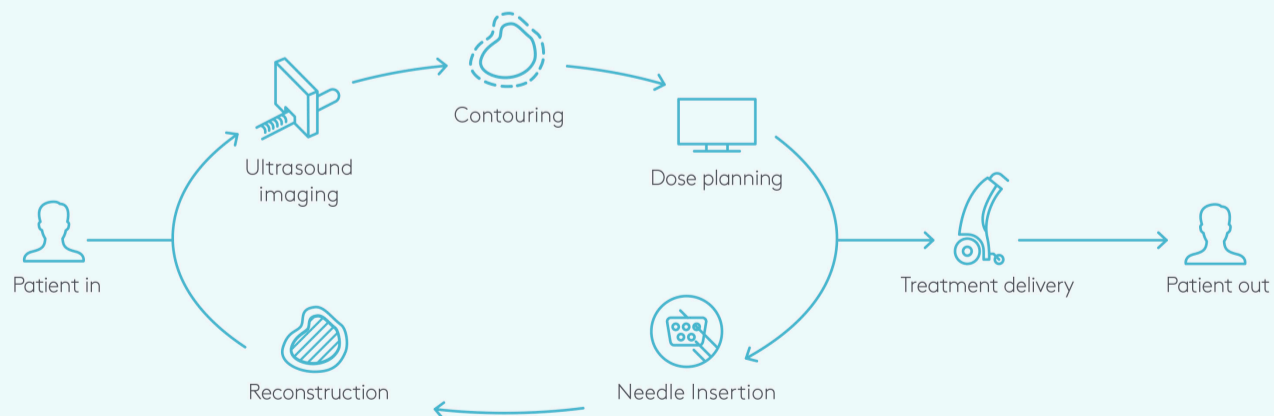 Contouring
Ultrasound
imaging
Dose planning
Patient in
Treatment delivery
Patient out
Reconstruction
Needle Insertion